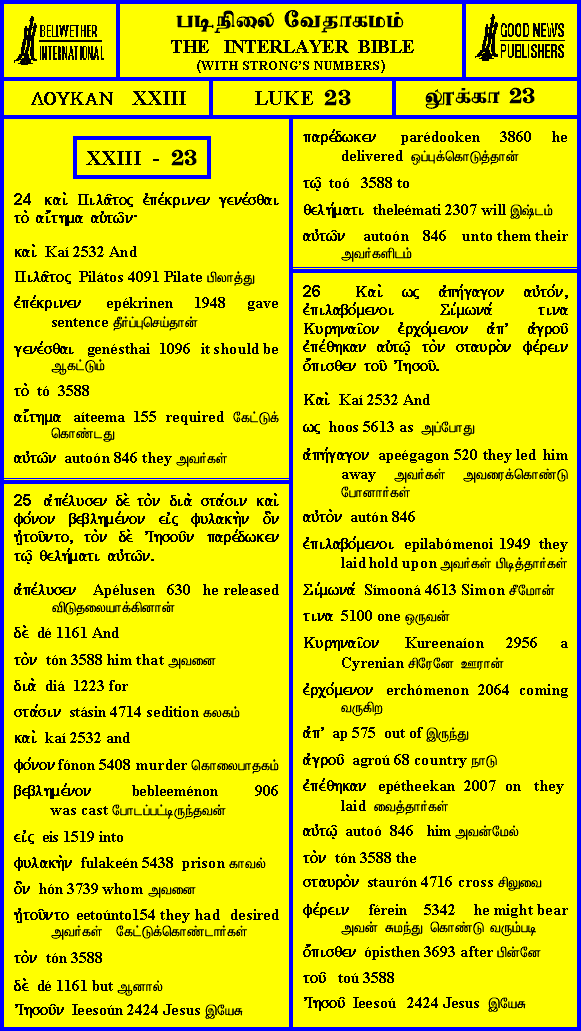 BELLWETHER
INTERNATIONAL
படிநிலை வேதாகமம்
THE INTERLAYER BIBLE
(WITH STRONG'S NUMBERS)
GOOD NEWS
PUBLISHERS
ΛΟΥΚΑΝ XXIII
LUKE 23
லூக்கா 23
XXIII - 23
24 καὶ Πιλᾶτος ἐπέκρινεν γενέσθαι
τὸ αἴτημα αὐτῶν·
καὶ Kaí 2532 And
Πιλᾶτος Pilátos 4091 Pilate பிலாத்து
ἐπέκρινεν epékrinen 1948 gave
sentence தீர்ப்புசெய்தான்
γενέσθαι genésthai 1096 it should be
ஆகட்டும்
τὸ tó 3588
αἴτημα aíteema 155 required கேட்டுக்
கொண்டது
αὐτῶν autoón 846 they அவர்கள்
25 ἀπέλυσεν δὲ τὸν διὰ στάσιν καὶ
φόνον βεβλημένον εἰς φυλακὴν ὃν
ᾐτοῦντο, τὸν δὲ Ἰησοῦν παρέδωκεν
τῷ θελήματι αὐτῶν.
ἀπέλυσεν Apélusen 630 he released
விடுதலையாக்கினான்
δὲ dé 1161 And
τὸν tón 3588 him that அவனை
διὰ diá 1223 for
στάσιν stásin 4714 sedition கலகம்
καὶ kaí 2532 and
φόνον fónon 5408 murder கொலைபாதகம்
βεβλημένον bebleeménon 906
was cast போடப்பட்டிருந்தவன்
εἰς eis 1519 into
φυλακὴν fulakeén 5438 prison காவல்
ὃν hón 3739 whom அவனை
ᾐτοῦντο eetoúnto154 they had desired
அவர்கள் கேட்டுக்கொண்டார்கள்
τὸν tón 3588
δὲ dé 1161 but ஆனால்
Ἰησοῦν Ieesoún 2424 Jesus இயேசு
παρέδωκεν parédooken 3860 he
delivered ஒப்புக்கொடுத்தான்
τῷ toó 3588 to
θελήματι theleémati 2307 will இஷ்டம்
αὐτῶν autoón 846 unto them their
அவர்களிடம்
26 Καὶ ως ἀπήγαγον αὐτόν,
ἐπιλαβόμενοι Σίμωνά τινα
Κυρηναῖον ἐρχόμενον ἀπ' ἀγροῦ
ἐπέθηκαν αὐτῷ τὸν σταυρὸν φέρειν
ὄπισθεν τοῦ Ἰησοῦ.
Καὶ Kaí 2532 And
ως hoos 5613 as அப்போது
ἀπήγαγον apeégagon 520 they led him
away அவர்கள் அவரைக்கொண்டு
போனார்கள்
αὐτὸν autón 846
ἐπιλαβόμενοι epilabómenoi 1949 they
laid hold upon அவர்கள் பிடித்தார்கள்
Σίμωνά Símooná 4613 Simon சீமோன்
τινα 5100 one ஒருவன்
Κυρηναῖον Kureenaíon 2956 a
Cyrenian சிரேனே ஊரான்
ἐρχόμενον erchómenon 2064 coming
வருகிற
ἀπ' ap 575 out of இருந்து
ἀγροῦ agroú 68 country நாடு
ἐπέθηκαν epétheekan 2007 on they
laid வைத்தார்கள்
αὐτῷ autoó 846 him அவன்மேல்
τὸν tón 3588 the
σταυρὸν staurón 4716 cross சிலுவை
φέρειν férein 5342 he might bear
அவன் சுமந்து கொண்டு வரும்படி
ὄπισθεν ópisthen 3693 after பின்னே
τοῦ toú 3588
Ἰησοῦ Ieesoú 2424 Jesus இயேசு